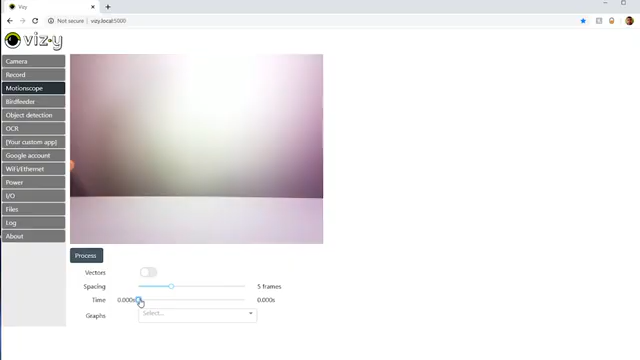 Vizy
Not secure | vizy.local:5000
vizy
Camera
Record
Motionscope
Birdfeeder
Object detection
OCR
[Your custom app]
Google account
WiFi/Ethernet
Power
I/O
Files
Log
About
Process
Vectors
Spacing 5 frames
Time 0.000s 0.000s
Graphs Select...